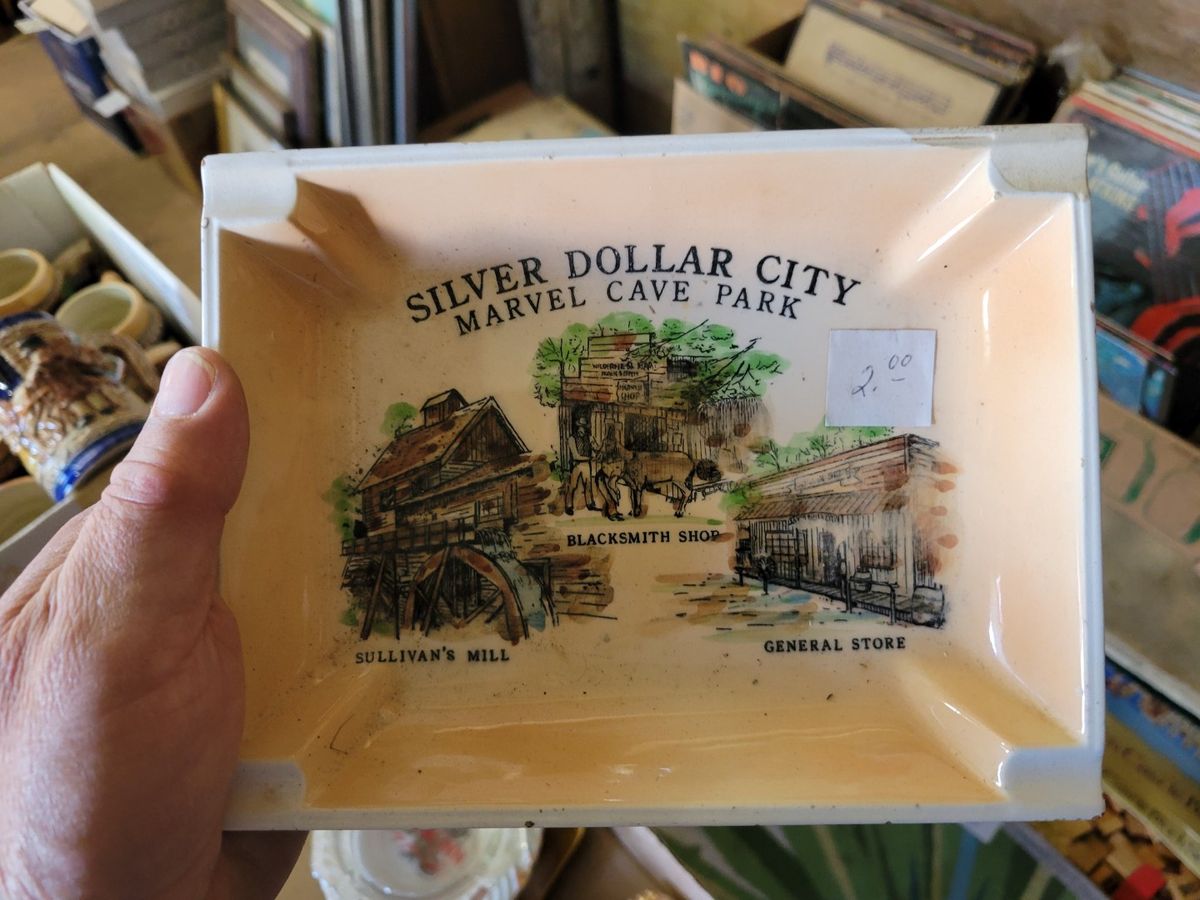 SILVER DOLLAR CITY
MARVEL CAVE PARK
2.00
BLACKSMITH SHOP
SULLIVAN'S MILL
GENERAL STORE